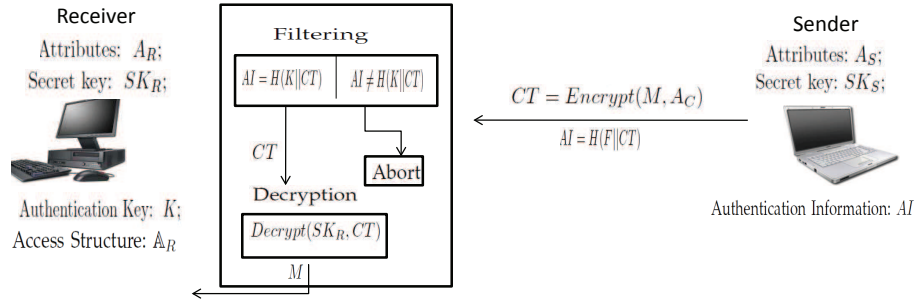 Receiver
Attributes: A_R;
Secret key: SK_R;
Authentication Key: K;
Access Structure: 𝔸_R
Filtering
AI = H(K||CT)
AI ≠ H(K||CT)
CT
Abort
Decryption
Decrypt(SK_R, CT)
M
CT = Encrypt(M, A_C)
AI = H(F||CT)
Sender
Attributes: A_S;
Secret key: SK_S;
Authentication Information: AI